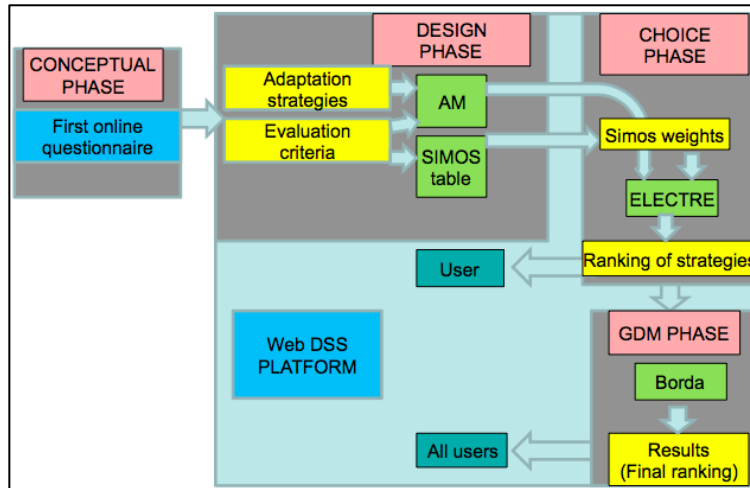 CONCEPTUAL
PHASE
First online
questionnaire
DESIGN
PHASE
Adaptation
strategies
Evaluation
criteria
AM
SIMOS
table
CHOICE
PHASE
Simos weights
ELECTRE
Ranking of strategies
User
Web DSS
PLATFORM
GDM PHASE
Borda
Results
(Final ranking)
All users